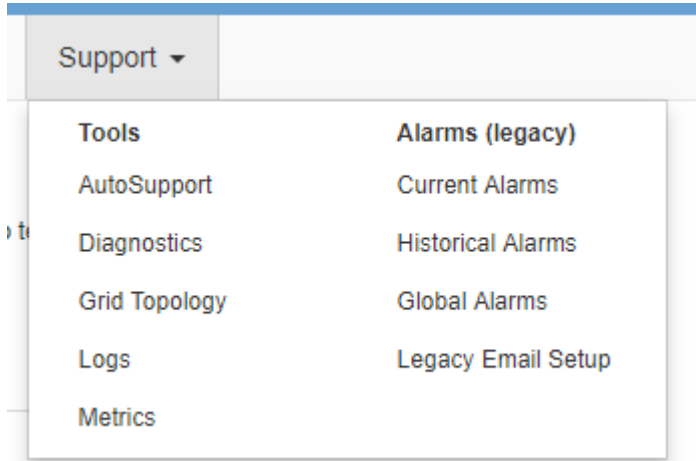 Support
Tools
AutoSupport
Diagnostics
Grid Topology
Logs
Metrics
Alarms (legacy)
Current Alarms
Historical Alarms
Global Alarms
Legacy Email Setup